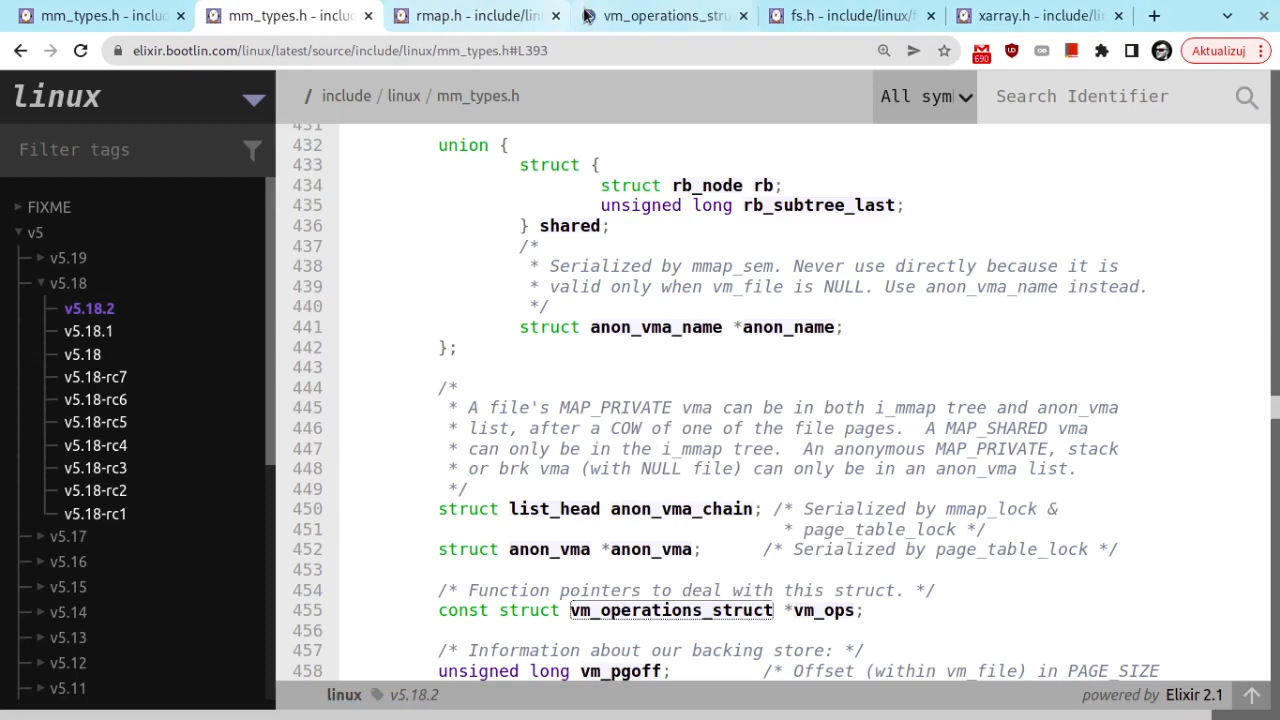 mm_types.h - inclu
mm_types.h - inclu
rmap.h - include/lin
vm_operations_stru
fs.h - include/linux/f
xarray.h - include/li
elixir.bootlin.com/linux/latest/source/include/linux/mm_types.h#L393
690
Aktualizuj
linux
/ include / linux / mm_types.h
All sym
Search Identifier
Filter tags
FIXME
v5
v5.19
v5.18
v5.18.2
v5.18.1
v5.18
v5.18-rc7
v5.18-rc6
v5.18-rc5
v5.18-rc4
v5.18-rc3
v5.18-rc2
v5.18-rc1
v5.17
v5.16
v5.15
v5.14
v5.13
v5.12
v5.11
431
432 union {
433 struct {
434 struct rb_node rb;
435 unsigned long rb_subtree_last;
436 } shared;
437 /*
438 * Serialized by mmap_sem. Never use directly because it is
439 * valid only when vm_file is NULL. Use anon_vma_name instead.
440 */
441 struct anon_vma_name *anon_name;
442 };
443
444 /*
445 * A file's MAP_PRIVATE vma can be in both i_mmap tree and anon_vma
446 * list, after a COW of one of the file pages. A MAP_SHARED vma
447 * can only be in the i_mmap tree. An anonymous MAP_PRIVATE, stack
448 * or brk vma (with NULL file) can only be in an anon_vma list.
449 */
450 struct list_head anon_vma_chain; /* Serialized by mmap_lock &
451 * page_table_lock */
452 struct anon_vma *anon_vma; /* Serialized by page_table_lock */
453
454 /* Function pointers to deal with this struct. */
455 const struct vm_operations_struct *vm_ops;
456
457 /* Information about our backing store: */
458 unsigned long vm_pgoff; /* Offset (within vm_file) in PAGE_SIZE
linux v5.18.2
powered by Elixir 2.1